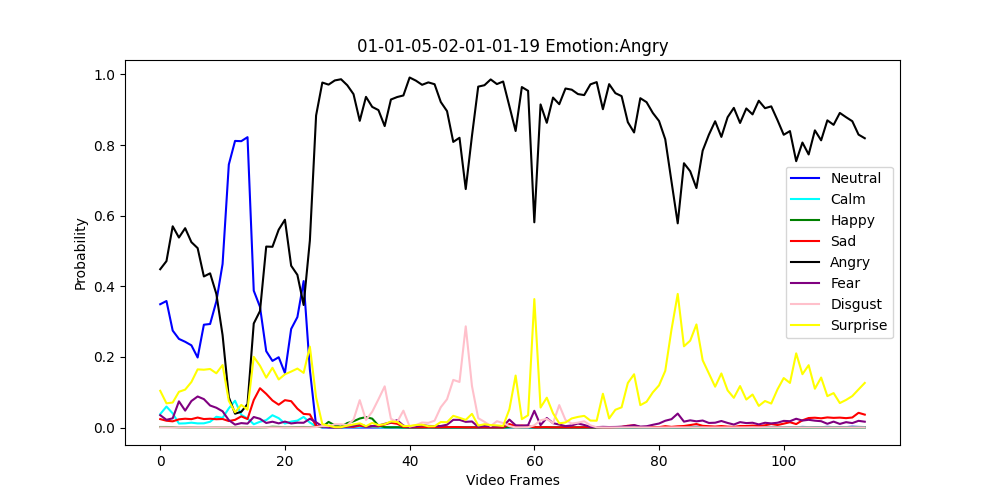 01-01-05-02-01-01-19 Emotion:Angry
1.0
0.8
0.6
0.4
0.2
0.0
Probability
Neutral
Calm
Happy
Sad
Angry
Fear
Disgust
Surprise
0 20 40 60 80 100
Video Frames